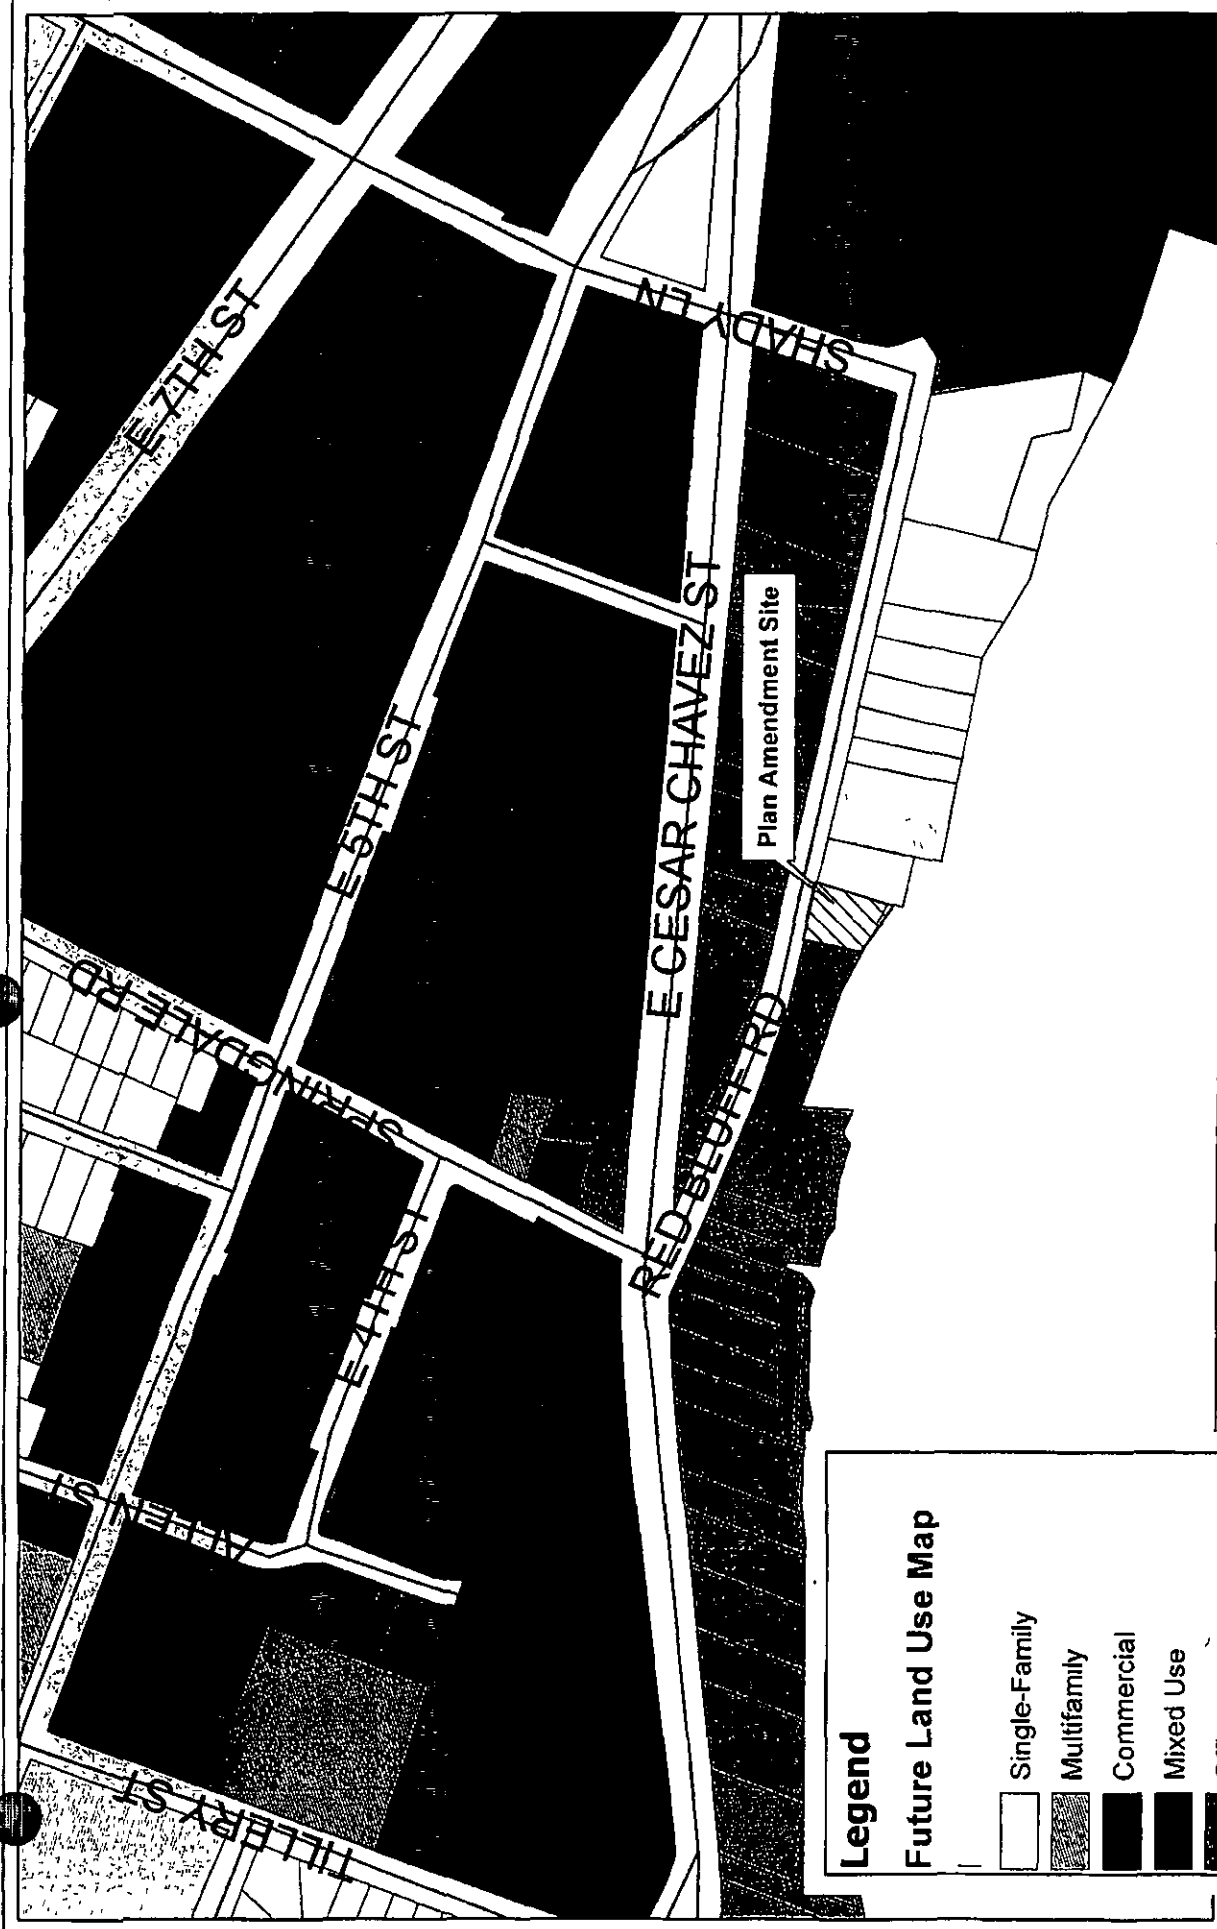 E 7TH ST
SHADY LN
E 5TH ST
E CESAR CHAVEZ ST
Plan Amendment Site
SPRINGDALE RD
RED BLUFF RD
E 4TH ST
ALLEN ST
TILLERY ST
Legend
Future Land Use Map
Single-Family
Multifamily
Commercial
Mixed Use